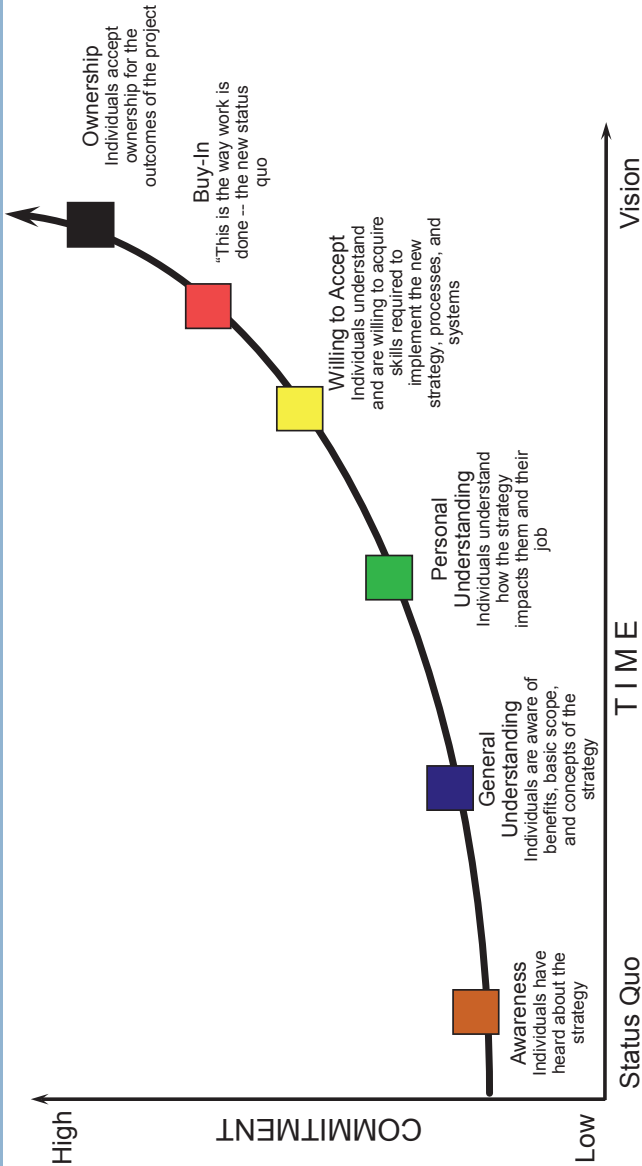 High
COMMITMENT
Low
Awareness
Individuals have
heard about the
strategy
General
Understanding
Individuals are aware of
benefits, basic scope,
and concepts of the
strategy
Personal
Understanding
Individuals understand
how the strategy
impacts them and their
job
Willing to Accept
Individuals understand
and are willing to acquire
skills required to
implement the new
strategy, processes, and
systems
Buy-In
"This is the way work is
done -- the new status
quo
Ownership
Individuals accept
ownership for the
outcomes of the project
Status Quo
T I M E
Vision